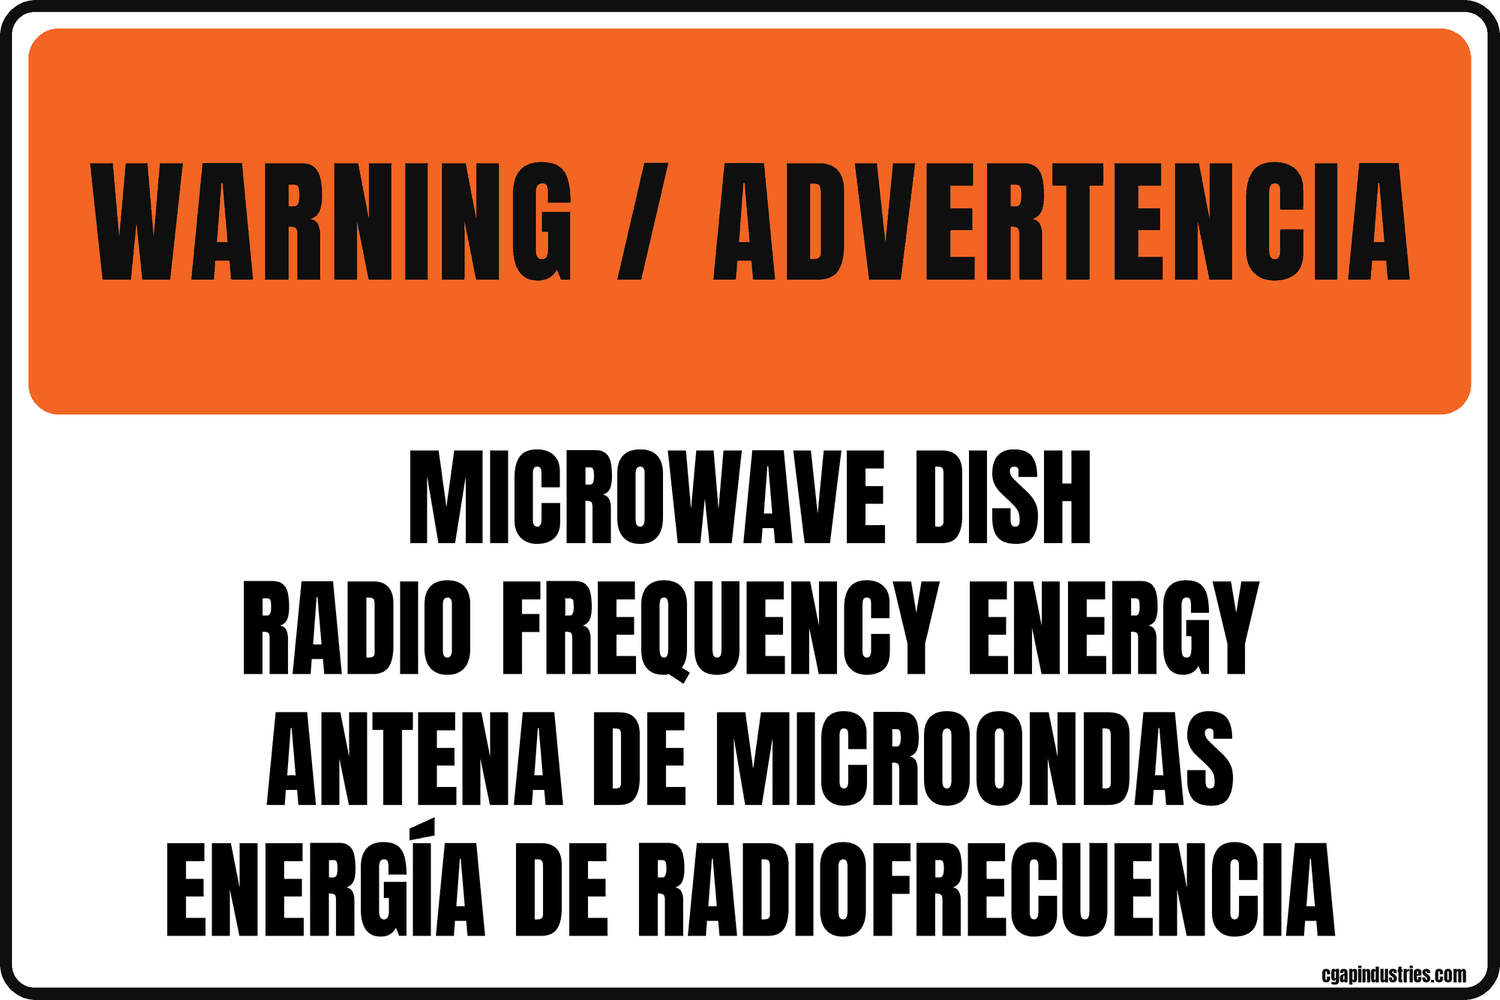 WARNING / ADVERTENCIA
MICROWAVE DISH
RADIO FREQUENCY ENERGY
ANTENA DE MICROONDAS
ENERGÍA DE RADIOFRECUENCIA
cgapindustries.com